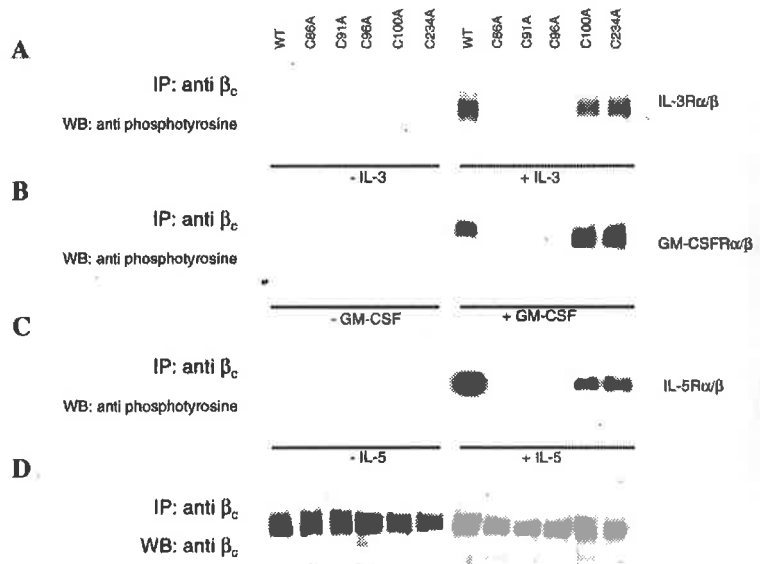 WT C86A C91A C96A C100A C234A WT C86A C91A C96A C100A C234A
A
IP: anti βc
WB: anti phosphotyrosine
IL-3Rα/β
- IL-3 + IL-3
B
IP: anti βc
WB: anti phosphotyrosine
GM-CSFRα/β
- GM-CSF + GM-CSF
C
IP: anti βc
WB: anti phosphotyrosine
IL-5Rα/β
- IL-5 + IL-5
D
IP: anti βc
WB: anti βc